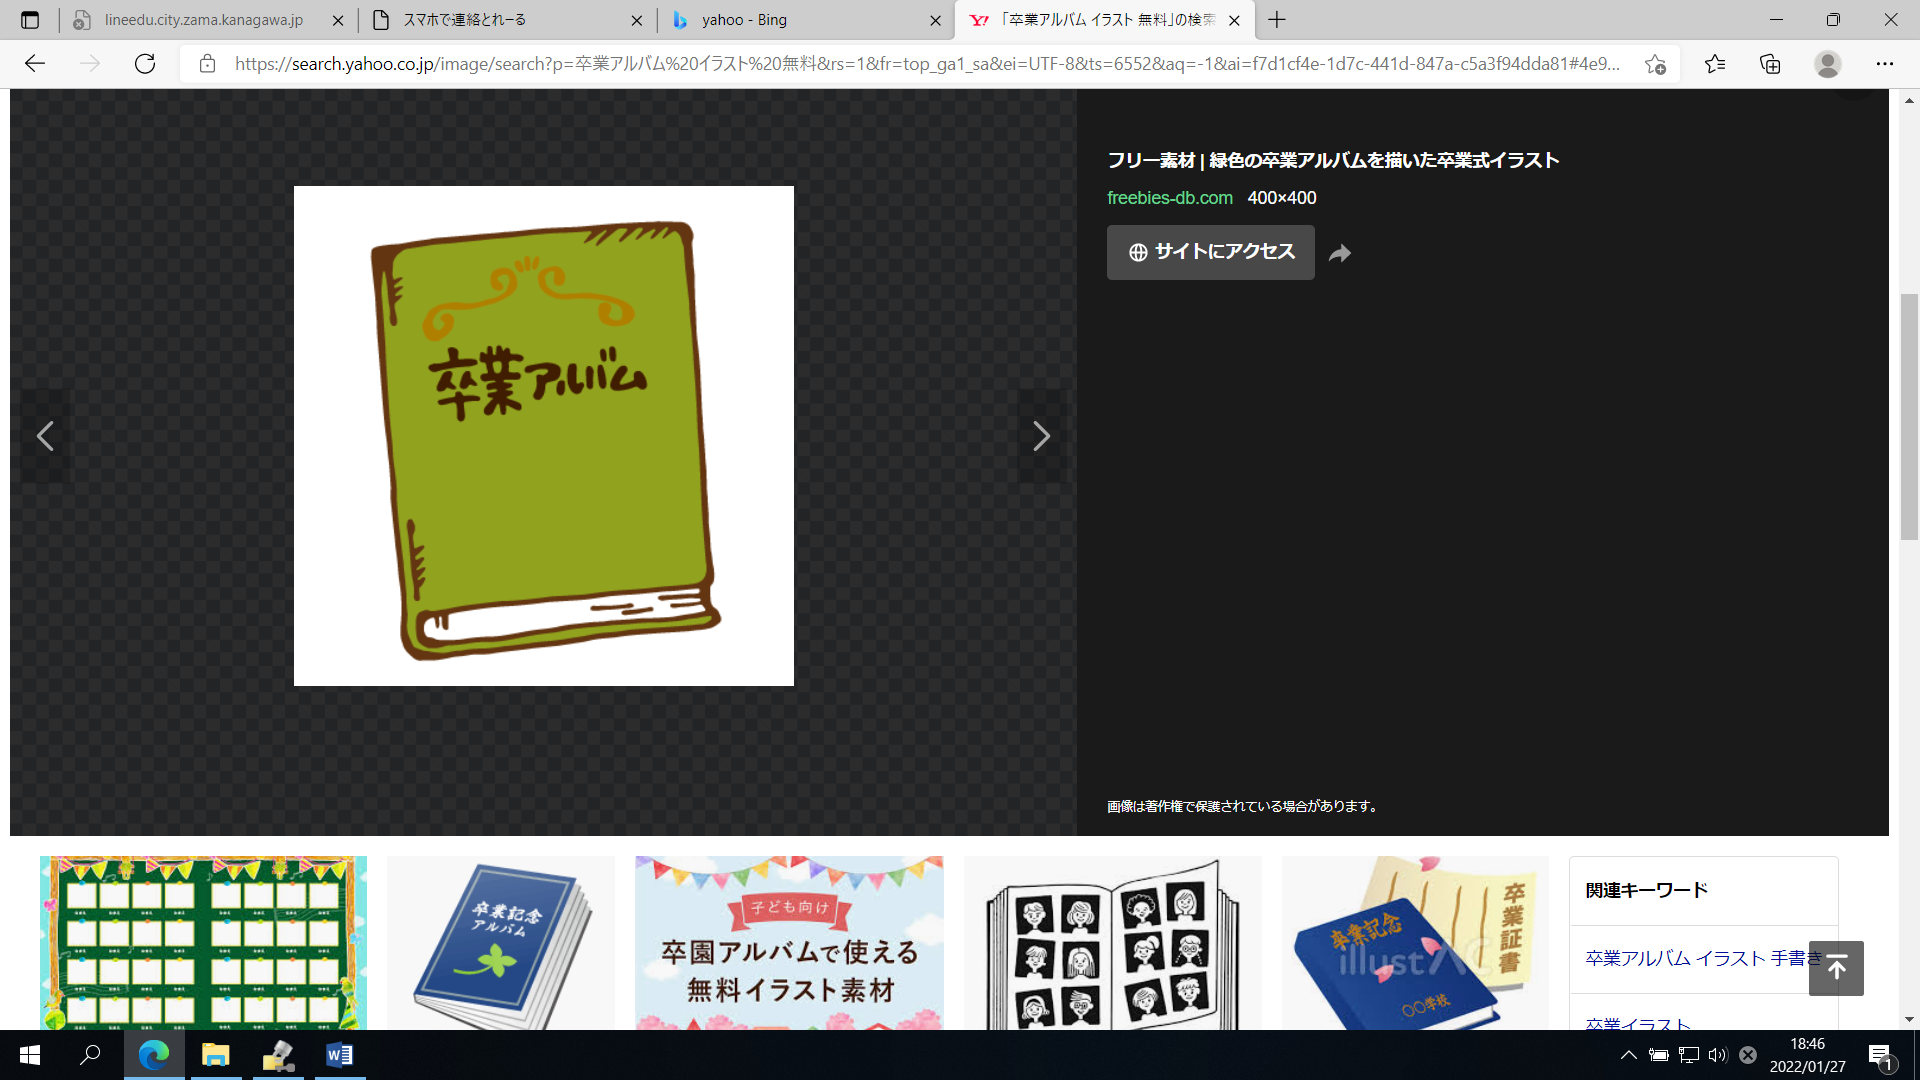 lineedu.city.zama.kanagawa.jp
スマホで連絡とれーる
yahoo - Bing
「卒業アルバム イラスト 無料」の検索
https://search.yahoo.co.jp/image/search?p=卒業アルバム%20イラスト%20無料&rs=1&fr=top_ga1_sa&ei=UTF-8&ts=6552&aq=-1&ai=f7d1cf4e-1d7c-441d-847a-c5a3f94dda81#4e9...
フリー素材 | 緑色の卒業アルバムを描いた卒業式イラスト
freebies-db.com 400×400
サイトにアクセス
卒業アルバム
画像は著作権で保護されている場合があります。
卒業記念
アルバム
子ども向け
卒園アルバムで使える
無料イラスト素材
卒業記念
〇〇学校
卒業証書
illustAC
関連キーワード
卒業アルバム イラスト 手書き
卒業イラスト
18:46
2022/01/27
1